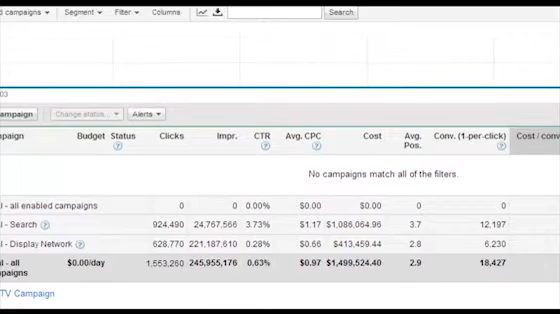 d campaigns Segment Filter Columns Search
03
ampaign Change status... Alerts
mpaign Budget Status Clicks Impr. CTR Avg. CPC Cost Avg. Pos. Conv. (1-per-click) Cost / conv
No campaigns match all of the filters.
l - all enabled campaigns 0 0 0.00% $0.00 $0.00 0 0
l - Search 924,490 24,767,566 3.73% $1.17 $1,086,064.96 3.7 12,197
l - Display Network 628,770 221,187,610 0.28% $0.66 $413,459.44 2.8 6,230
al - all mpaigns $0.00/day 1,553,260 245,955,176 0.63% $0.97 $1,499,524.40 2.9 18,427
TV Campaign